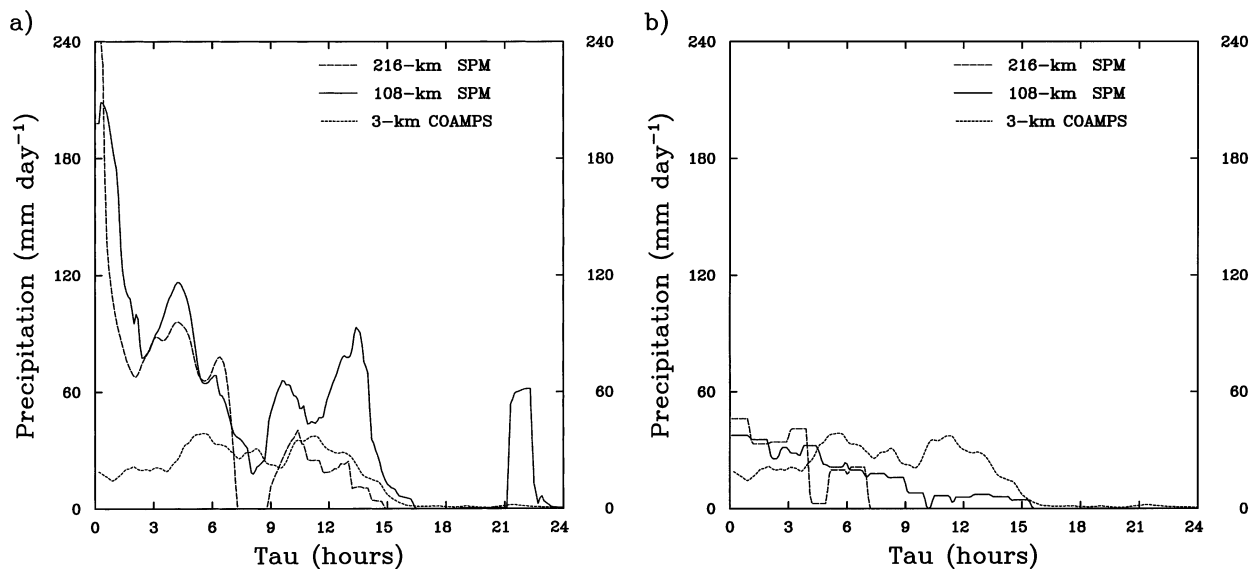 a)
240
180
120
60
0
Precipitation (mm day⁻¹)
216-km SPM
108-km SPM
3-km COAMPS
240
180
120
60
0
0 3 6 9 12 15 18 21 24
Tau (hours)
b)
240
180
120
60
0
Precipitation (mm day⁻¹)
216-km SPM
108-km SPM
3-km COAMPS
240
180
120
60
0
0 3 6 9 12 15 18 21 24
Tau (hours)